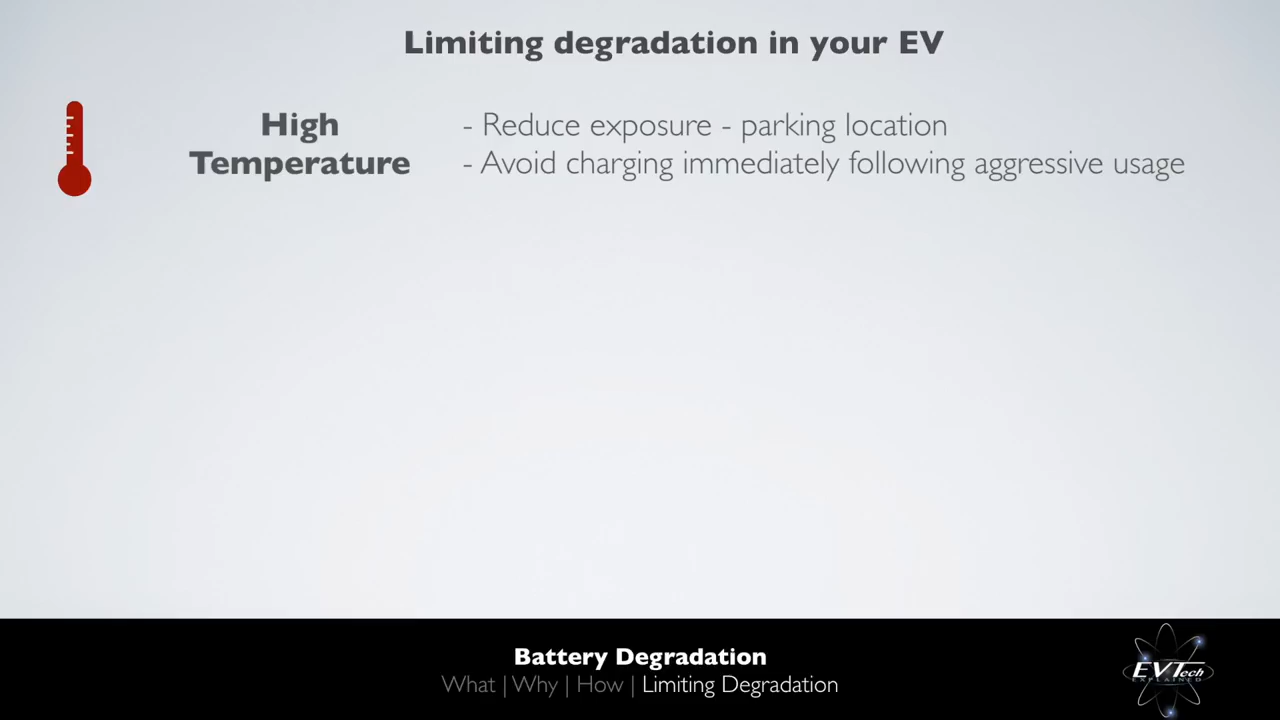 Limiting degradation in your EV
High
Temperature
- Reduce exposure - parking location
- Avoid charging immediately following aggressive usage
Battery Degradation
What | Why | How | Limiting Degradation
EVTech
EXPLAINED